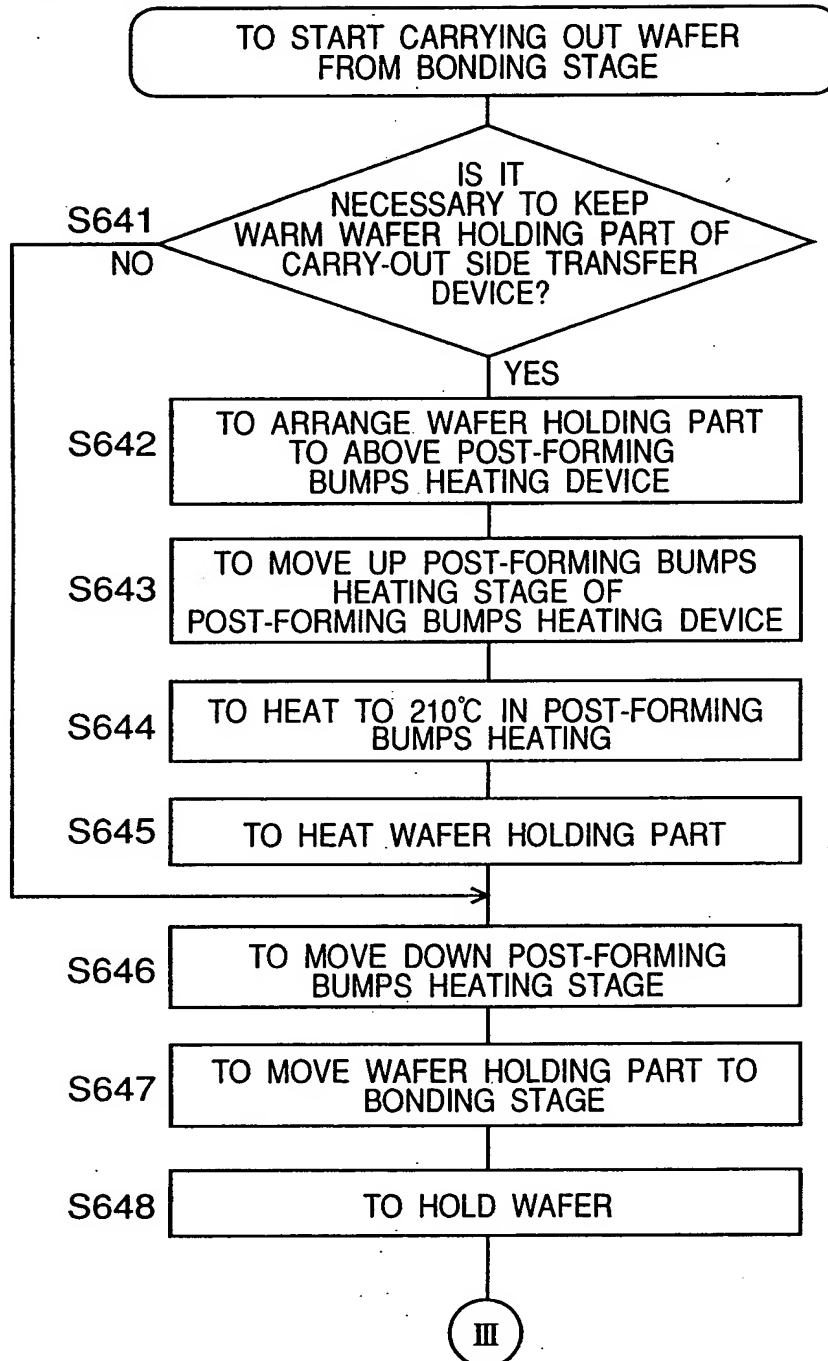 TO START CARRYING OUT WAFER
FROM BONDING STAGE
IS IT
NECESSARY TO KEEP
WARM WAFER HOLDING PART OF
CARRY-OUT SIDE TRANSFER
DEVICE?
S641
NO
YES
S642
TO ARRANGE WAFER HOLDING PART
TO ABOVE POST-FORMING
BUMPS HEATING DEVICE
S643
TO MOVE UP POST-FORMING BUMPS
HEATING STAGE OF
POST-FORMING BUMPS HEATING DEVICE
S644
TO HEAT TO 210℃ IN POST-FORMING
BUMPS HEATING
S645
TO HEAT WAFER HOLDING PART
S646
TO MOVE DOWN POST-FORMING
BUMPS HEATING STAGE
S647
TO MOVE WAFER HOLDING PART TO
BONDING STAGE
S648
TO HOLD WAFER
III